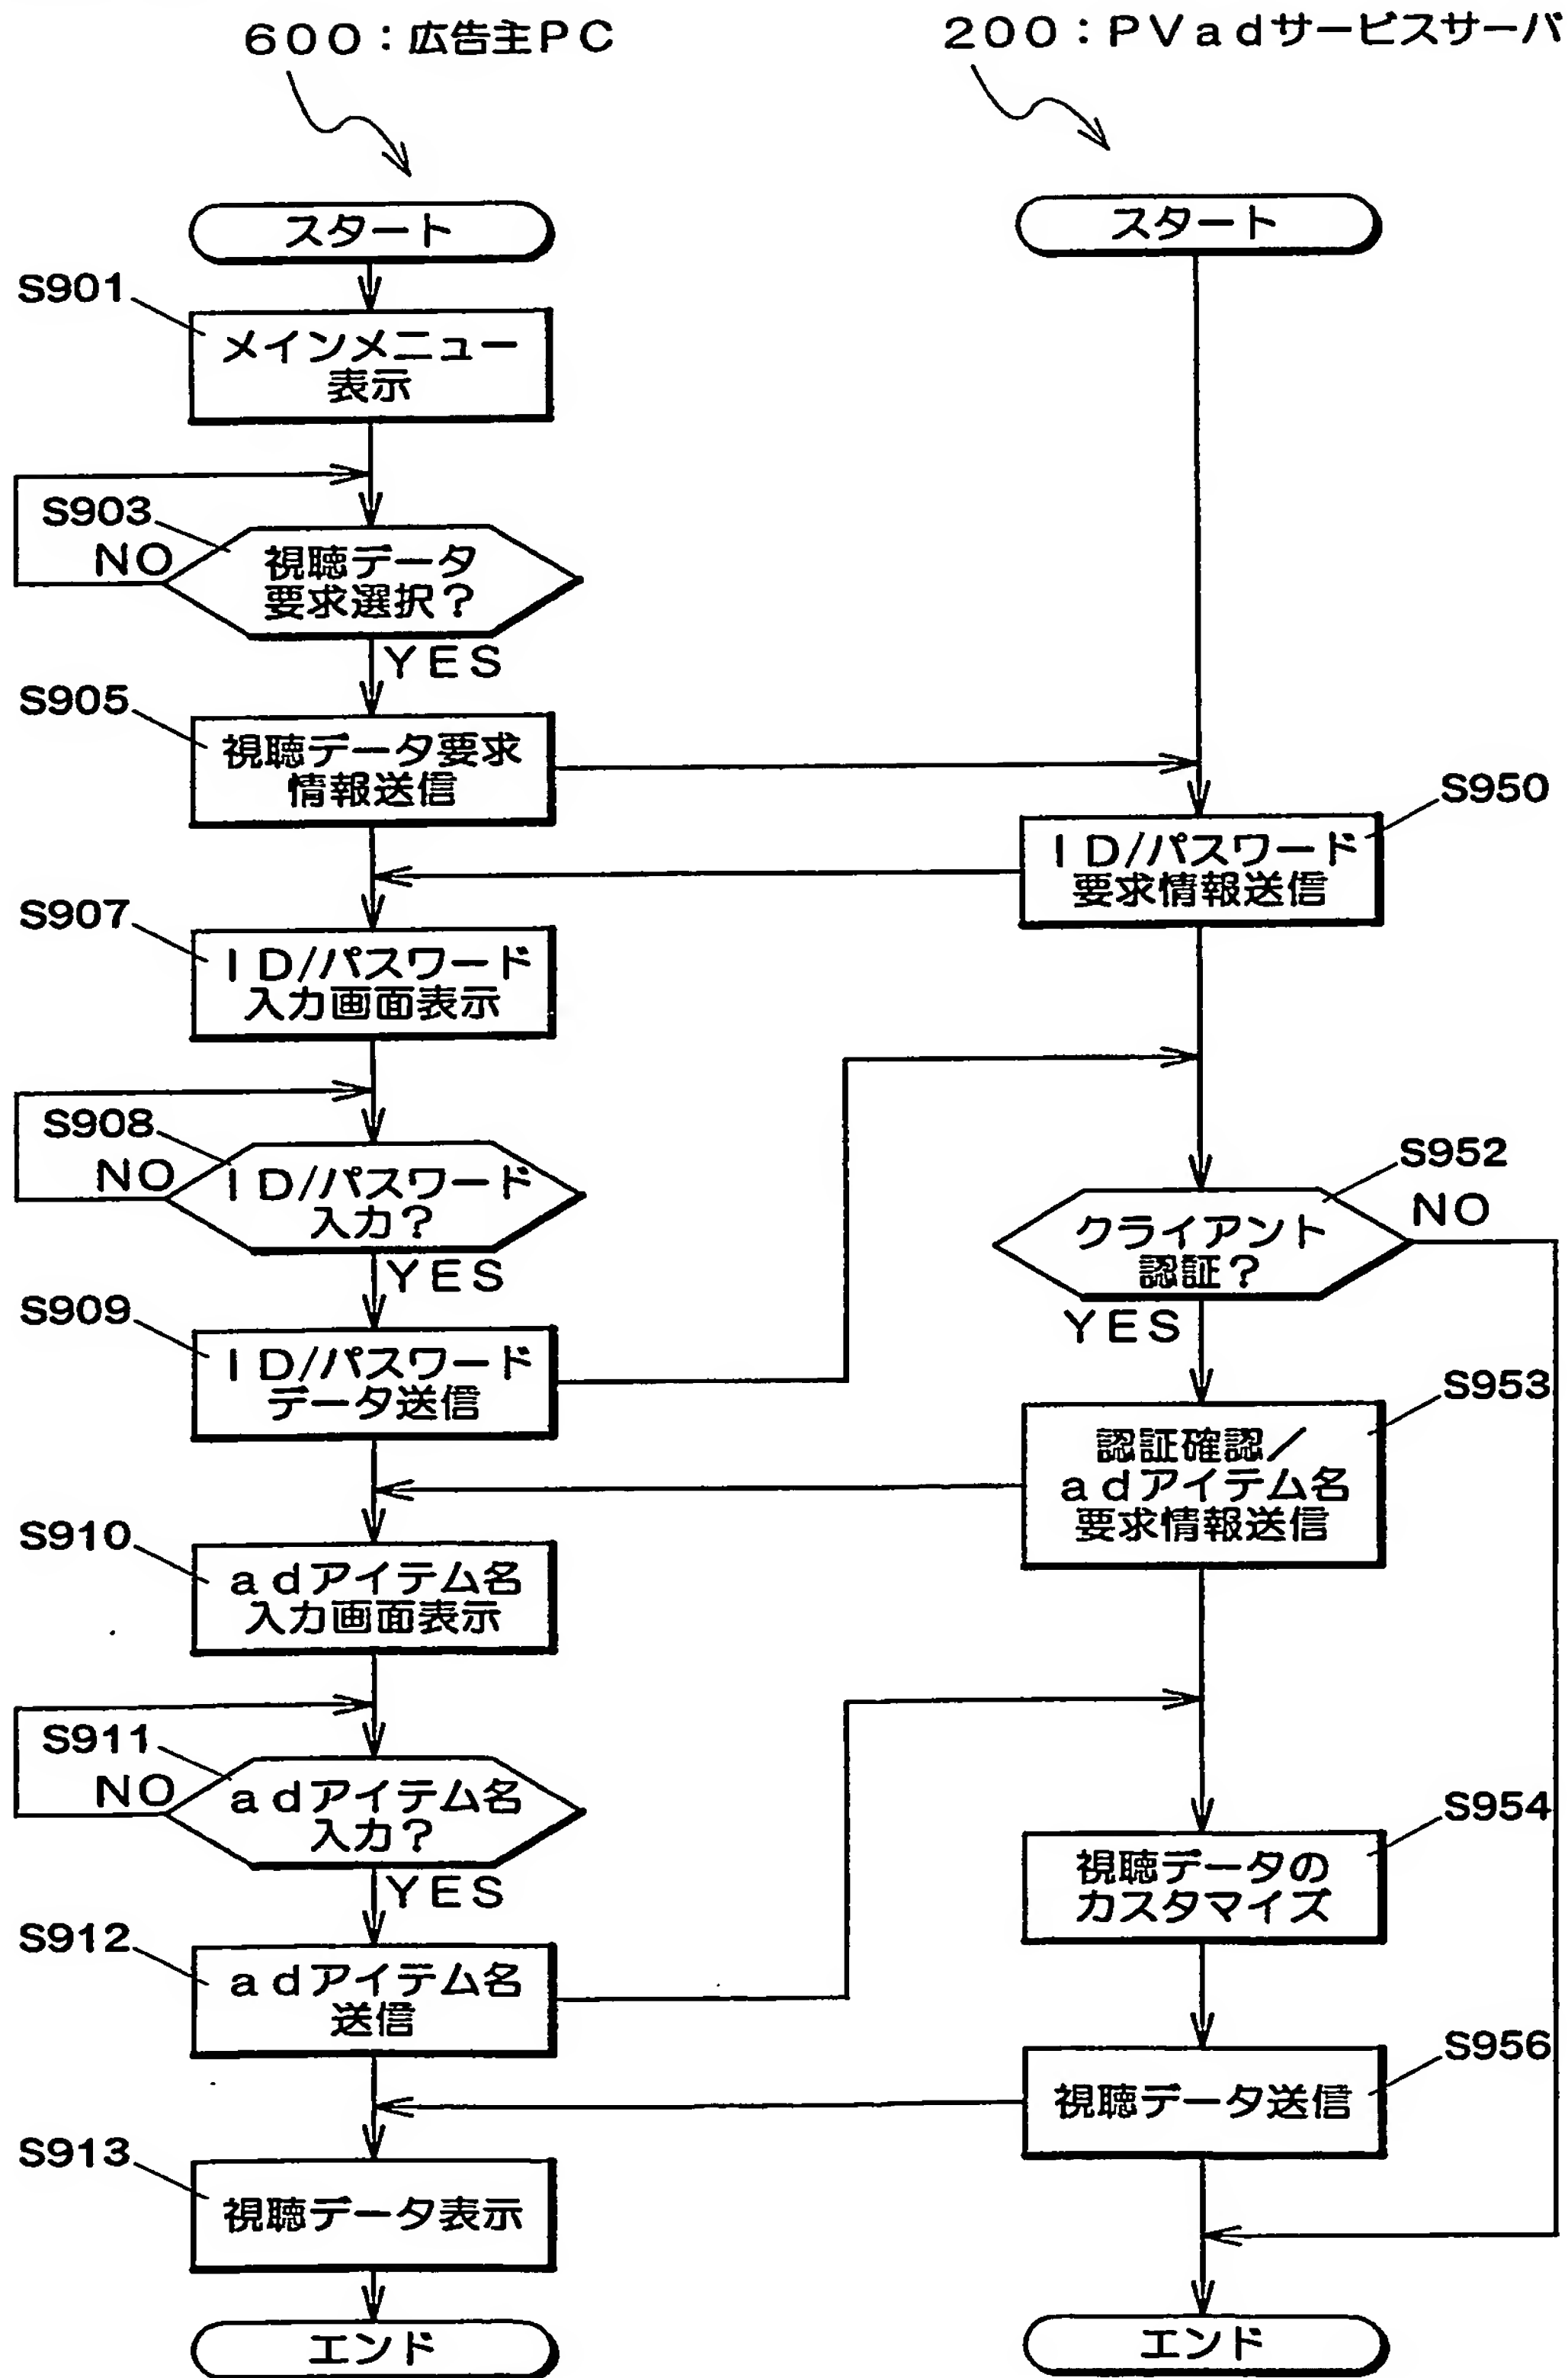 600：広告主PC
200：PVadサービスサーバ
スタート
スタート
S901
メインメニュー
表示
S903
NO
視聴データ
要求選択？
YES
S905
視聴データ要求
情報送信
S950
ID/パスワード
要求情報送信
S907
ID/パスワード
入力画面表示
S908
NO
ID/パスワード
入力？
YES
S952
NO
クライアント
認証？
YES
S909
ID/パスワード
データ送信
S953
認証確認/
adアイテム名
要求情報送信
S910
adアイテム名
入力画面表示
S911
NO
adアイテム名
入力？
YES
S954
視聴データの
カスタマイズ
S912
adアイテム名
送信
S956
視聴データ送信
S913
視聴データ表示
エンド
エンド